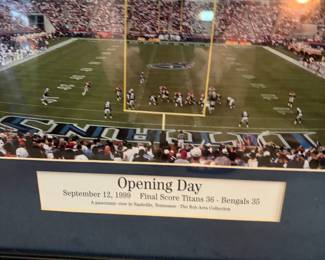 TITANS
Opening Day
September 12, 1999 Final Score Titans 36 - Bengals 35
A panoramic view in Nashville, Tennessee - The Rob Arra Collection